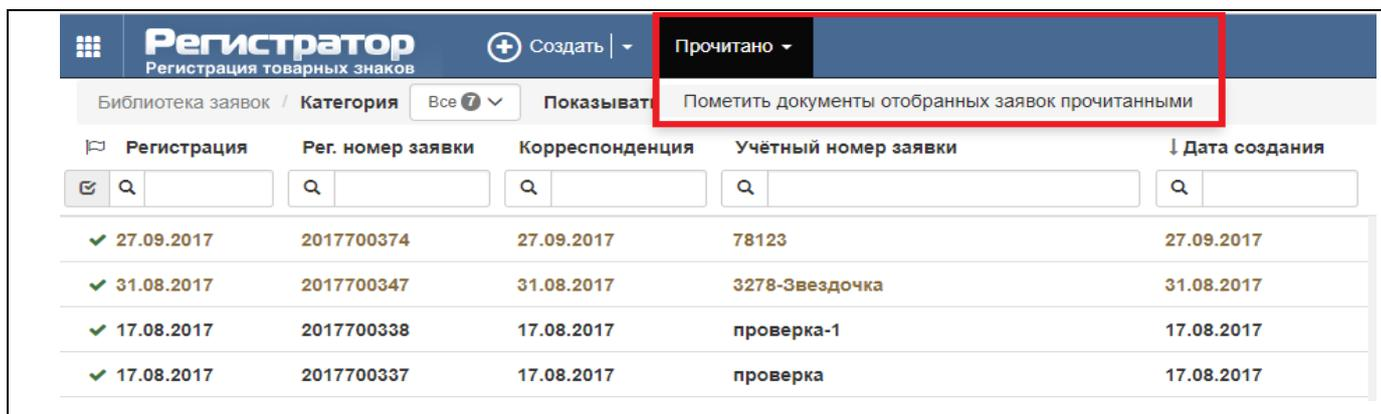 Регистратор Создать Прочитано
Регистрация товарных знаков
Библиотека заявок / Категория Все 7 Показывать Пометить документы отобранных заявок прочитанными
Регистрация Рег. номер заявки Корреспонденция Учётный номер заявки Дата создания
27.09.2017 2017700374 27.09.2017 78123 27.09.2017
31.08.2017 2017700347 31.08.2017 3278-Звездочка 31.08.2017
17.08.2017 2017700338 17.08.2017 проверка-1 17.08.2017
17.08.2017 2017700337 17.08.2017 проверка 17.08.2017